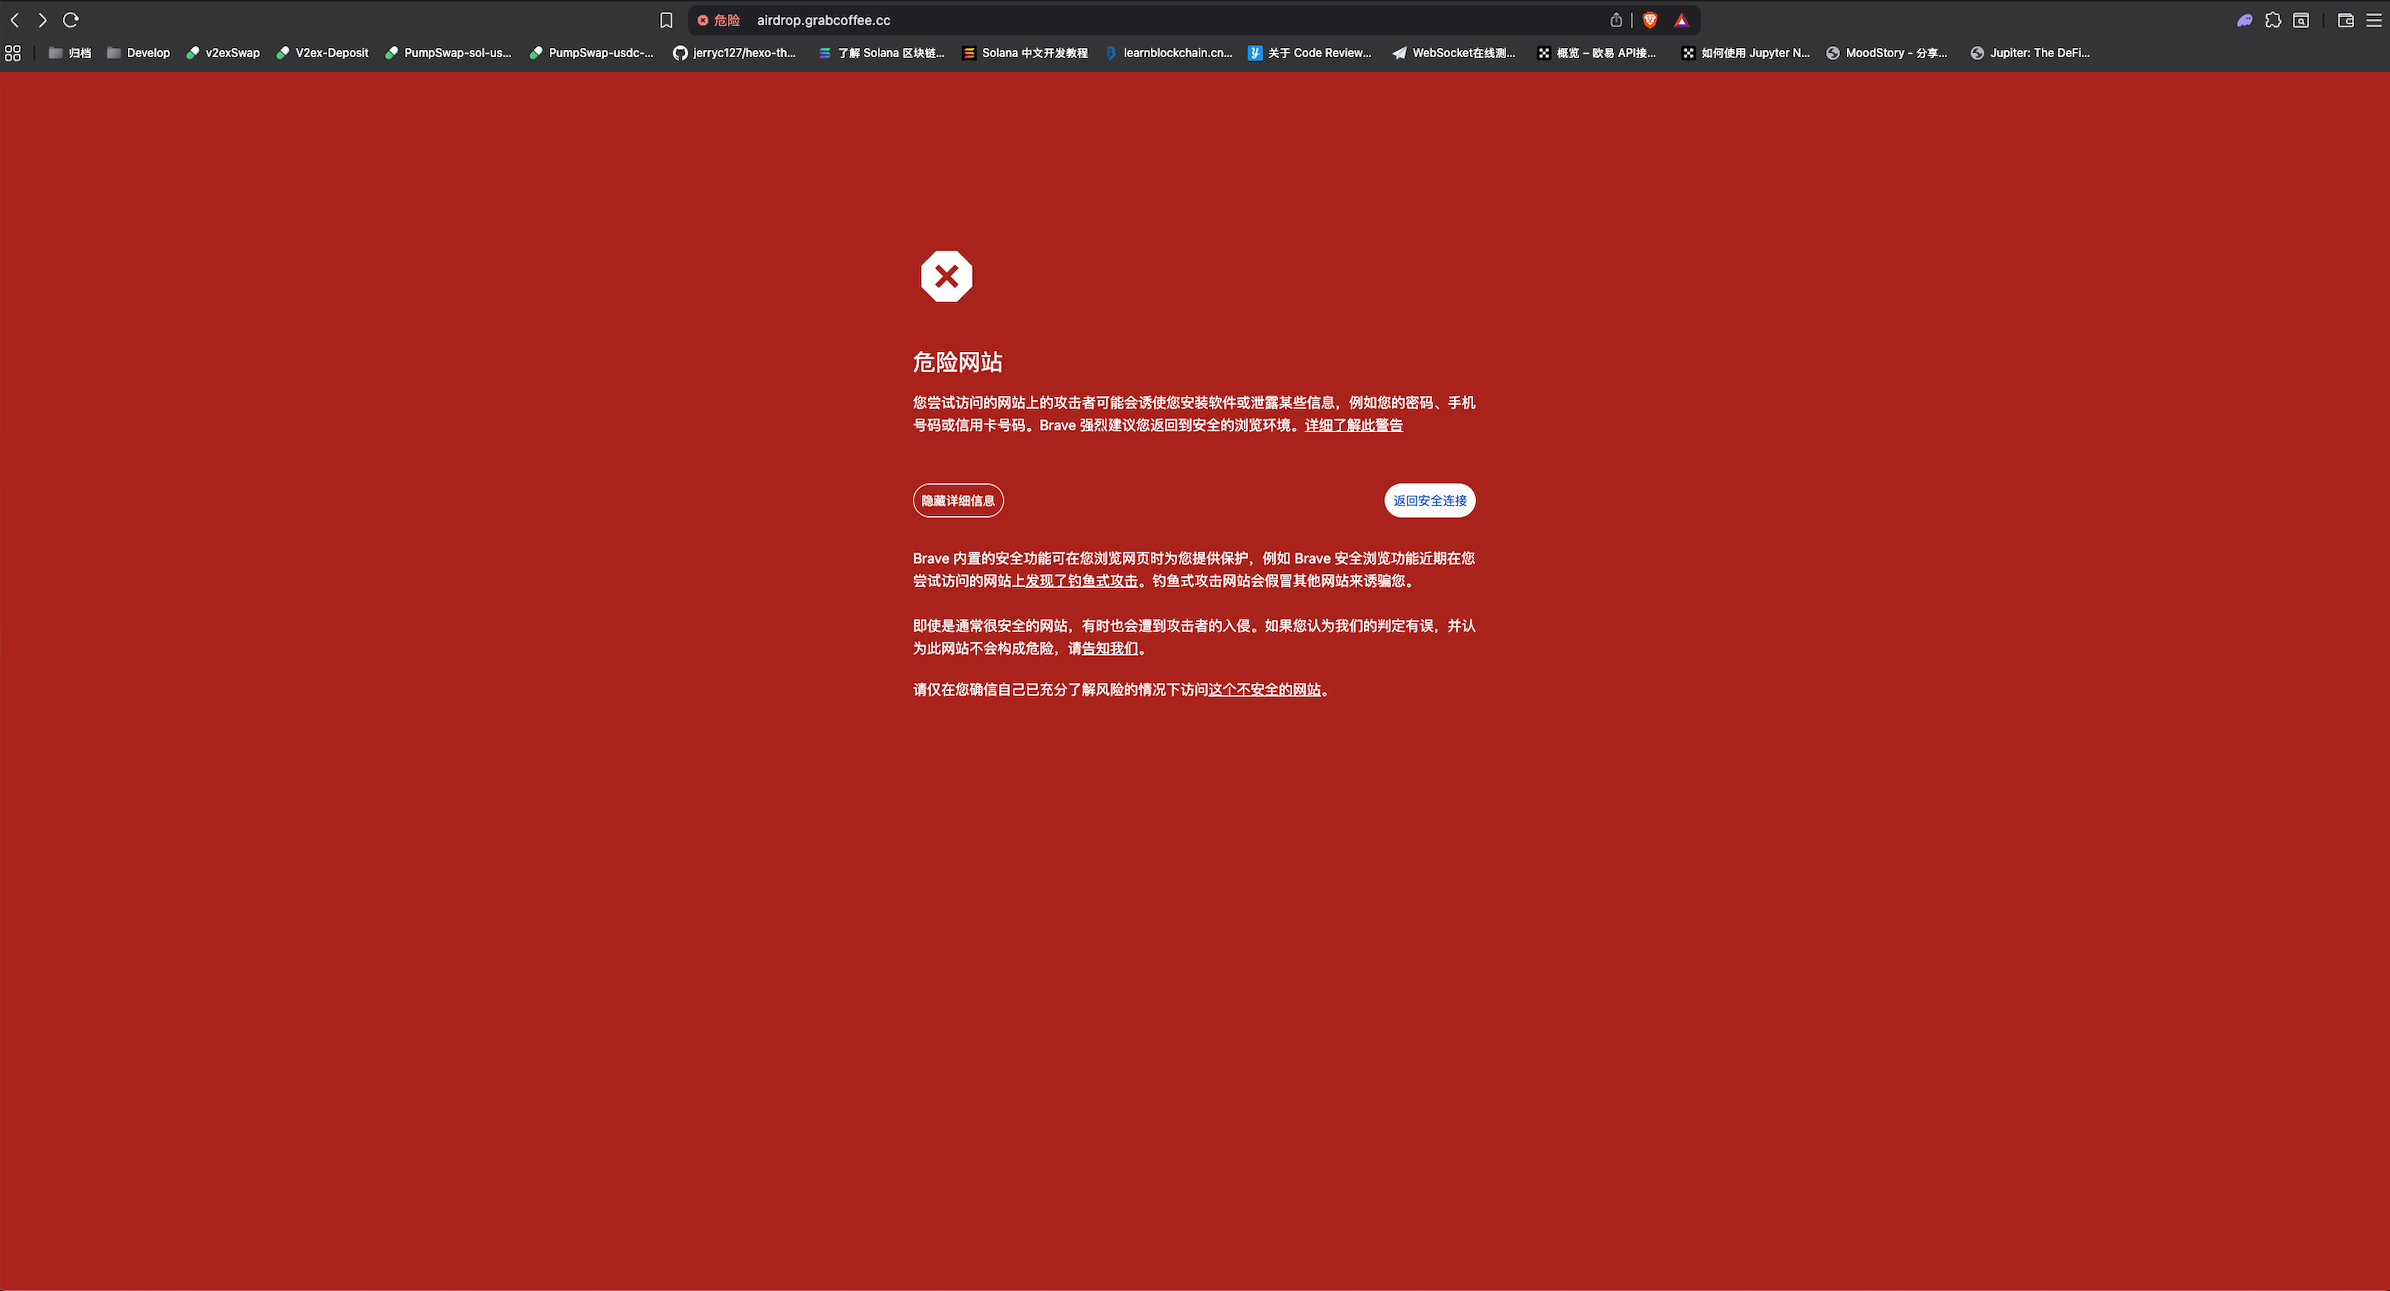 危险 airdrop.grabcoffee.cc
归档 Develop v2exSwap V2ex-Deposit PumpSwap-sol-us... PumpSwap-usdc-... jerryc127/hexo-th... 了解 Solana 区块链... Solana 中文开发教程 learnblockchain.cn... 关于 Code Review... WebSocket在线测... 概览 – 欧易 API接... 如何使用 Jupyter N... MoodStory - 分享... Jupiter: The DeFi...
危险网站
您尝试访问的网站上的攻击者可能会诱使您安装软件或泄露某些信息，例如您的密码、手机
号码或信用卡号码。Brave 强烈建议您返回到安全的浏览环境。详细了解此警告
隐藏详细信息 返回安全连接
Brave 内置的安全功能可在您浏览网页时为您提供保护，例如 Brave 安全浏览功能近期在您
尝试访问的网站上发现了钓鱼式攻击。钓鱼式攻击网站会假冒其他网站来诱骗您。
即使是通常很安全的网站，有时也会遭到攻击者的入侵。如果您认为我们的判定有误，并认
为此网站不会构成危险，请告知我们。
请仅在您确信自己已充分了解风险的情况下访问这个不安全的网站。